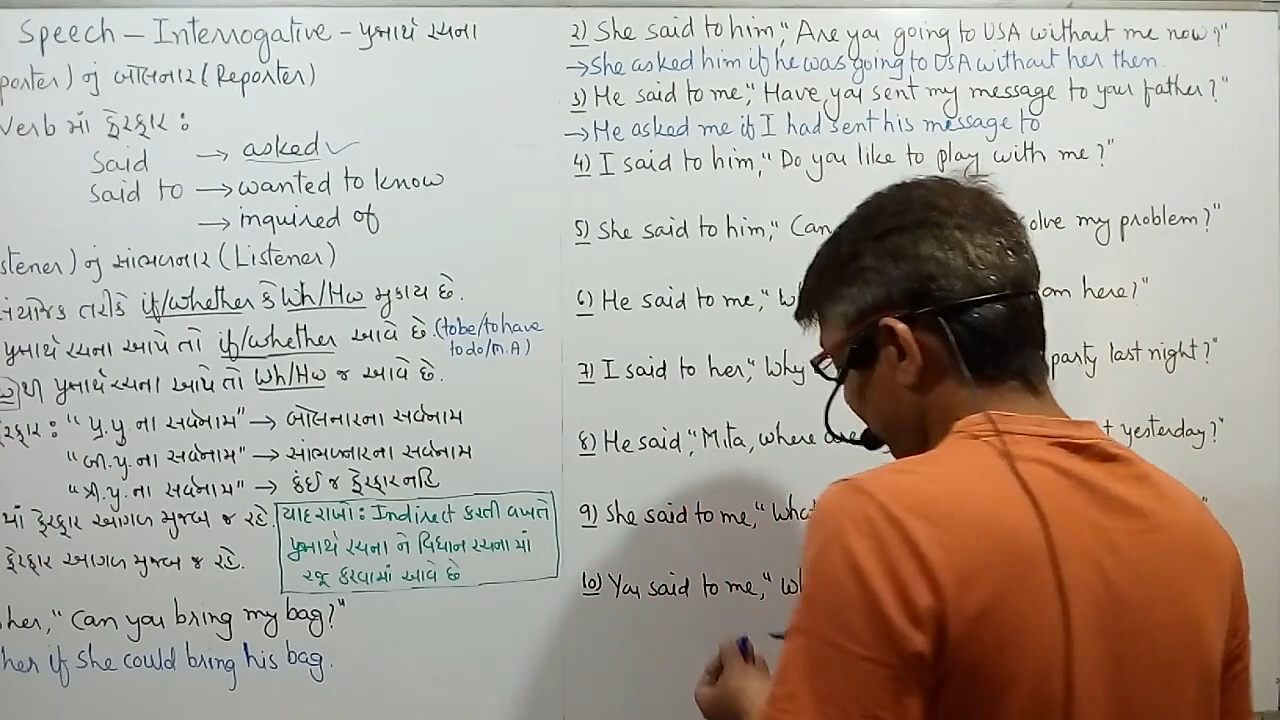 Speech – Interrogative – પ્રશ્નાર્થ રચના
porter) નું બોલનાર (Reporter)
Verb માં ફેરફાર :
Said → asked ✓
said to → wanted to know
→ inquired of
stener) નું સાંભળનાર (Listener)
સંયોજક તરીકે if/whether કે Wh/Hw મુકાય છે.
પ્રશ્નાર્થ રચના આપે તો if/whether આવે છે. (to be/to have
to do/M.A)
થી પ્રશ્નાર્થ રચના આપે તો Wh/Hw જ આવે છે.
ફેરફાર : "પ્ર.પુ ના સર્વનામ" → બોલનારના સર્વનામ
"બી.પુ.ના સર્વનામ" → સાંભળનારના સર્વનામ
"ત્રી.પુ.ના સર્વનામ" → કંઈ જ ફેરફાર નહિ
માં ફેરફાર આગળ મુજબ જ રહે
ફેરફાર આગળ મુજબ જ રહે.
યાદ રાખો : Indirect કરતી વખતે
પ્રશ્નાર્થ રચના ને વિધાન રચના માં
રજૂ કરવામાં આવે છે
her, "Can you bring my bag?"
her if she could bring his bag.
2) She said to him, "Are you going to USA without me now?"
→ She asked him if he was going to USA without her then.
3) He said to me, "Have you sent my message to your father?"
→ He asked me if I had sent his message to
4) I said to him, "Do you like to play with me?"
5) She said to him, "Can olve my problem?"
6) He said to me, "W am here?"
7) I said to her, "Why party last night?"
8) He said, "Mita, where were t yesterday?"
9) She said to me, "What "
10) You said to me, "Wh